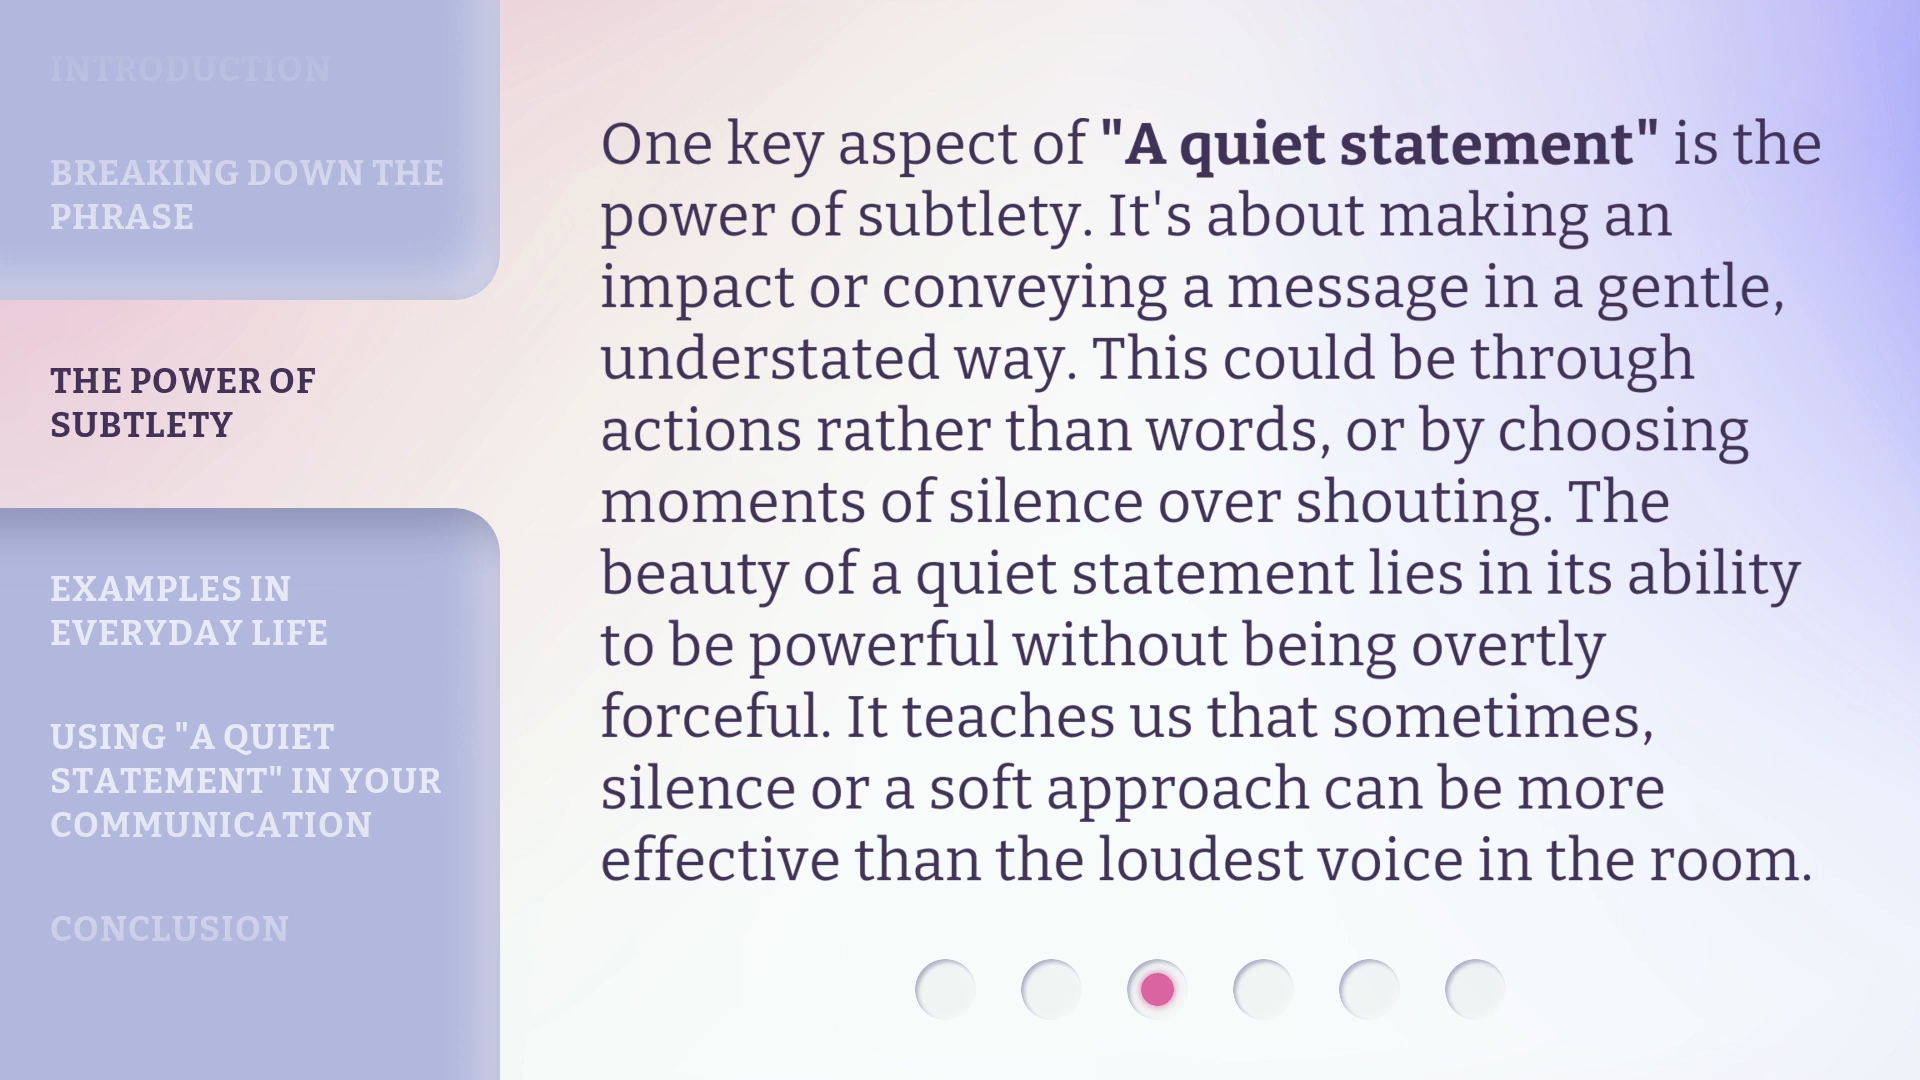 INTRODUCTION
BREAKING DOWN THE
PHRASE
THE POWER OF
SUBTLETY
EXAMPLES IN
EVERYDAY LIFE
USING "A QUIET
STATEMENT" IN YOUR
COMMUNICATION
CONCLUSION
One key aspect of "A quiet statement" is the
power of subtlety. It's about making an
impact or conveying a message in a gentle,
understated way. This could be through
actions rather than words, or by choosing
moments of silence over shouting. The
beauty of a quiet statement lies in its ability
to be powerful without being overtly
forceful. It teaches us that sometimes,
silence or a soft approach can be more
effective than the loudest voice in the room.